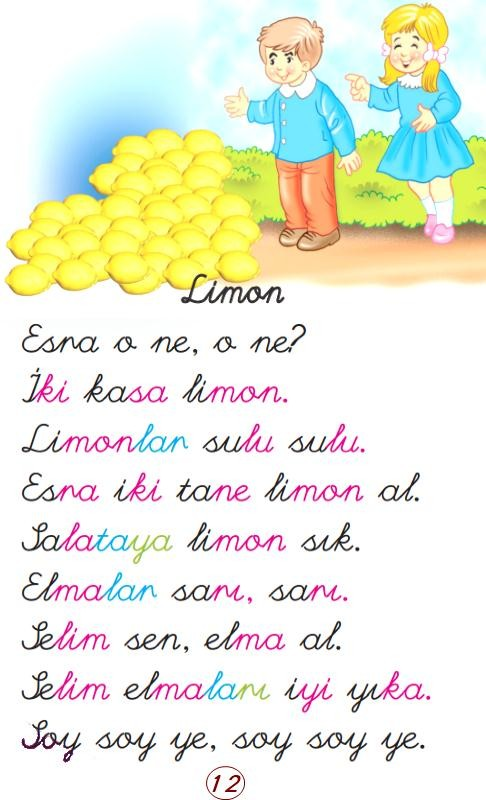 Limon
Esra o ne, o ne?
İki kasa limon.
Limonlar sulu sulu.
Esra iki tane limon al.
Salataya limon sık.
Elmalar sarı, sarı.
Selim sen, elma al.
Selim elmaları iyi yıka.
Soy soy ye, soy soy ye.
12